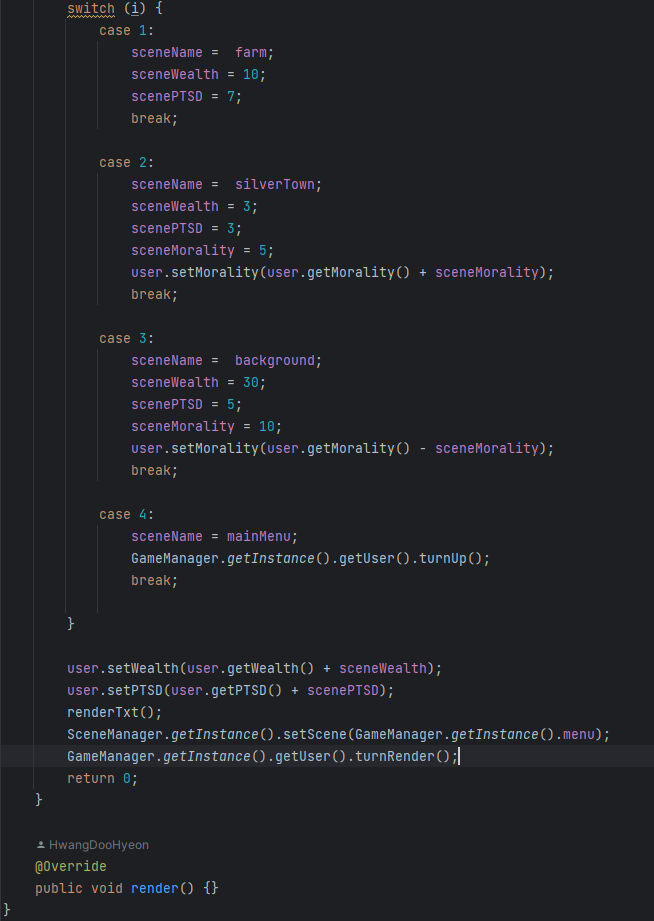 switch (i) {
case 1:
sceneName =  farm;
sceneWealth = 10;
scenePTSD = 7;
break;
case 2:
sceneName =  silverTown;
sceneWealth = 3;
scenePTSD = 3;
sceneMorality = 5;
user.setMorality(user.getMorality() + sceneMorality);
break;
case 3:
sceneName =  background;
sceneWealth = 30;
scenePTSD = 5;
sceneMorality = 10;
user.setMorality(user.getMorality() - sceneMorality);
break;
case 4:
sceneName = mainMenu;
GameManager.getInstance().getUser().turnUp();
break;
}
user.setWealth(user.getWealth() + sceneWealth);
user.setPTSD(user.getPTSD() + scenePTSD);
renderTxt();
SceneManager.getInstance().setScene(GameManager.getInstance().menu);
GameManager.getInstance().getUser().turnRender();
return 0;
}
HwangDooHyeon
@Override
public void render() {}
}